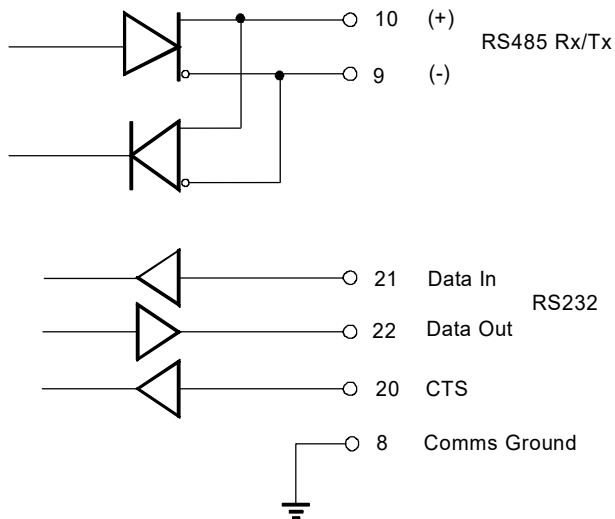 10 (+)
RS485 Rx/Tx
9 (-)
21 Data In
RS232
22 Data Out
20 CTS
8 Comms Ground